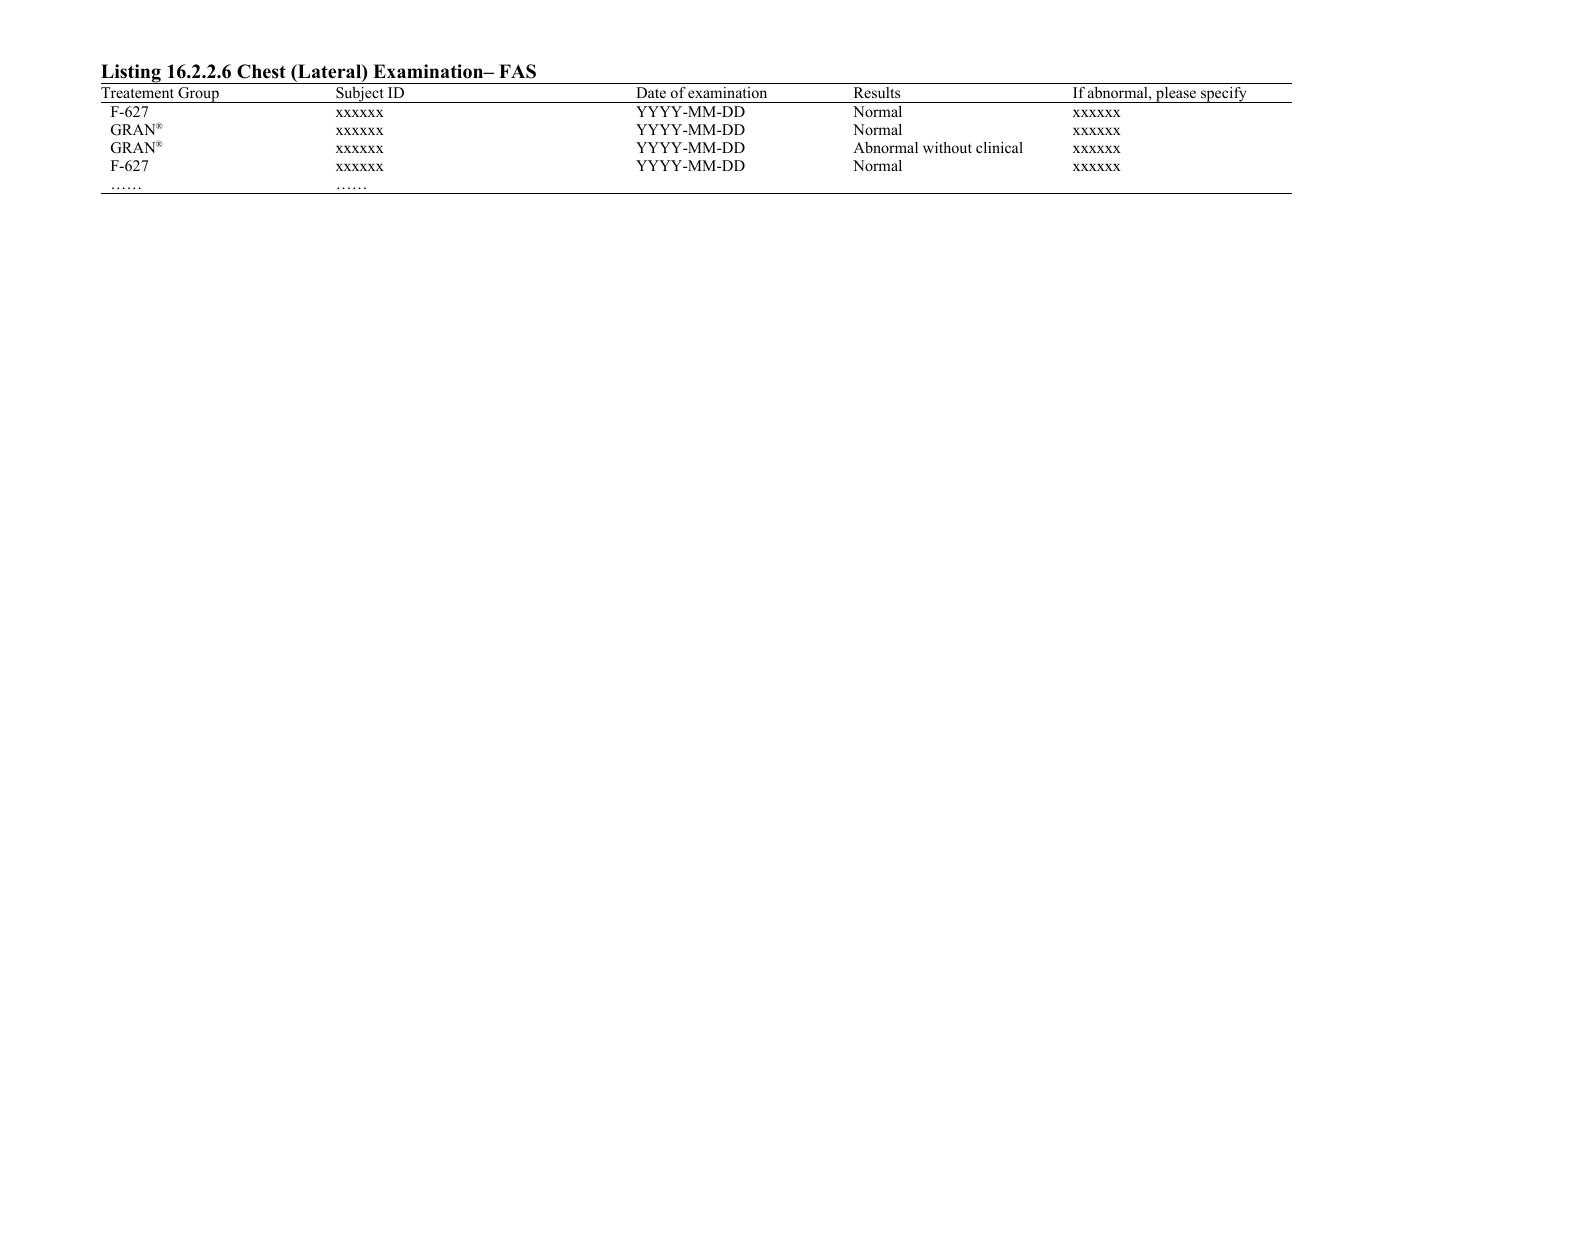 Listing 16.2.2.6 Chest (Lateral) Examination– FAS
Treatement Group Subject ID Date of examination Results If abnormal, please specify
F-627 xxxxxx YYYY-MM-DD Normal xxxxxx
GRAN® xxxxxx YYYY-MM-DD Normal xxxxxx
GRAN® xxxxxx YYYY-MM-DD Abnormal without clinical xxxxxx
F-627 xxxxxx YYYY-MM-DD Normal xxxxxx
…… ……